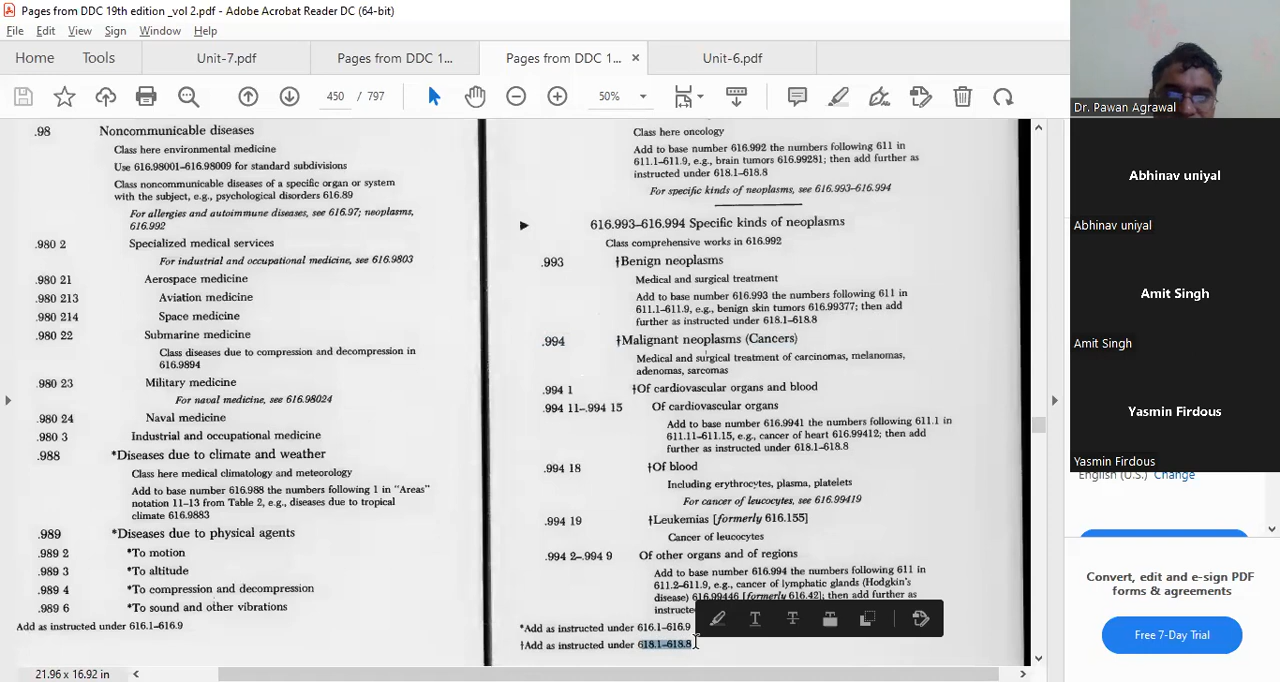 Pages from DDC 19th edition _vol 2.pdf - Adobe Acrobat Reader DC (64-bit)
File Edit View Sign Window Help
Home Tools Unit-7.pdf Pages from DDC 1... Pages from DDC 1... × Unit-6.pdf
450 / 797 50%
.98 Noncommunicable diseases
Class here environmental medicine
Use 616.98001–616.98009 for standard subdivisions
Class noncommunicable diseases of a specific organ or system
with the subject, e.g., psychological disorders 616.89
For allergies and autoimmune diseases, see 616.97; neoplasms,
616.992
.980 2 Specialized medical services
For industrial and occupational medicine, see 616.9803
.980 21 Aerospace medicine
.980 213 Aviation medicine
.980 214 Space medicine
.980 22 Submarine medicine
Class diseases due to compression and decompression in
616.9894
.980 23 Military medicine
For naval medicine, see 616.98024
.980 24 Naval medicine
.980 3 Industrial and occupational medicine
.988 *Diseases due to climate and weather
Class here medical climatology and meteorology
Add to base number 616.988 the numbers following 1 in "Areas"
notation 11–13 from Table 2, e.g., diseases due to tropical
climate 616.9883
.989 *Diseases due to physical agents
.989 2 *To motion
.989 3 *To altitude
.989 4 *To compression and decompression
.989 6 *To sound and other vibrations
Add as instructed under 616.1–616.9
Class here oncology
Add to base number 616.992 the numbers following 611 in
611.1–611.9, e.g., brain tumors 616.99281; then add further as
instructed under 618.1–618.8
For specific kinds of neoplasms, see 616.993–616.994
616.993–616.994 Specific kinds of neoplasms
Class comprehensive works in 616.992
.993 †Benign neoplasms
Medical and surgical treatment
Add to base number 616.993 the numbers following 611 in
611.1–611.9, e.g., benign skin tumors 616.99377; then add
further as instructed under 618.1–618.8
.994 †Malignant neoplasms (Cancers)
Medical and surgical treatment of carcinomas, melanomas,
adenomas, sarcomas
.994 1 †Of cardiovascular organs and blood
.994 11–.994 15 Of cardiovascular organs
Add to base number 616.9941 the numbers following 611.1 in
611.11–611.15, e.g., cancer of heart 616.99412; then add
further as instructed under 618.1–618.8
.994 18 †Of blood
Including erythrocytes, plasma, platelets
For cancer of leucocytes, see 616.99419
.994 19 †Leukemias [formerly 616.155]
Cancer of leucocytes
.994 2–.994 9 Of other organs and of regions
Add to base number 616.994 the numbers following 611 in
611.2–611.9, e.g., cancer of lymphatic glands (Hodgkin's
disease) 616.99446 [formerly 616.42]; then add further as
*Add as instructed under 616.1–616.9
†Add as instructed under 618.1–618.8
21.96 x 16.92 in
Dr. Pawan Agrawal
Abhinav uniyal
Abhinav uniyal
Amit Singh
Amit Singh
Yasmin Firdous
Yasmin Firdous
English (U.S.) Change
Convert, edit and e-sign PDF
forms & agreements
Free 7-Day Trial